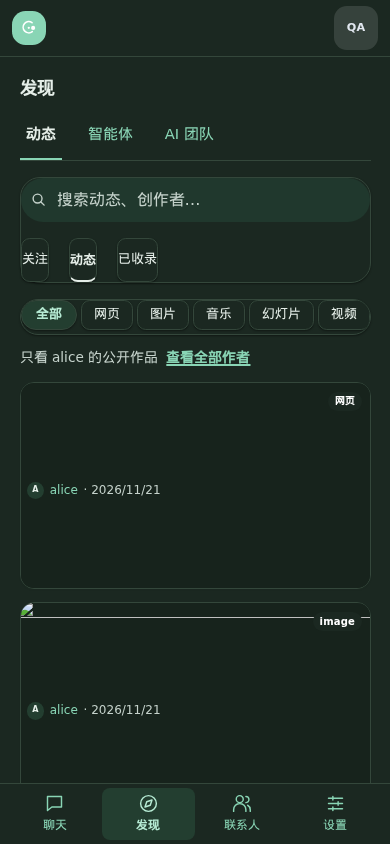 QA
发现
动态 智能体 AI 团队
搜索动态、创作者...
关注 动态 已收录
全部 网页 图片 音乐 幻灯片 视频
只看 alice 的公开作品 查看全部作者
网页
A alice · 2026/11/21
image
A alice · 2026/11/21
聊天 发现 联系人 设置